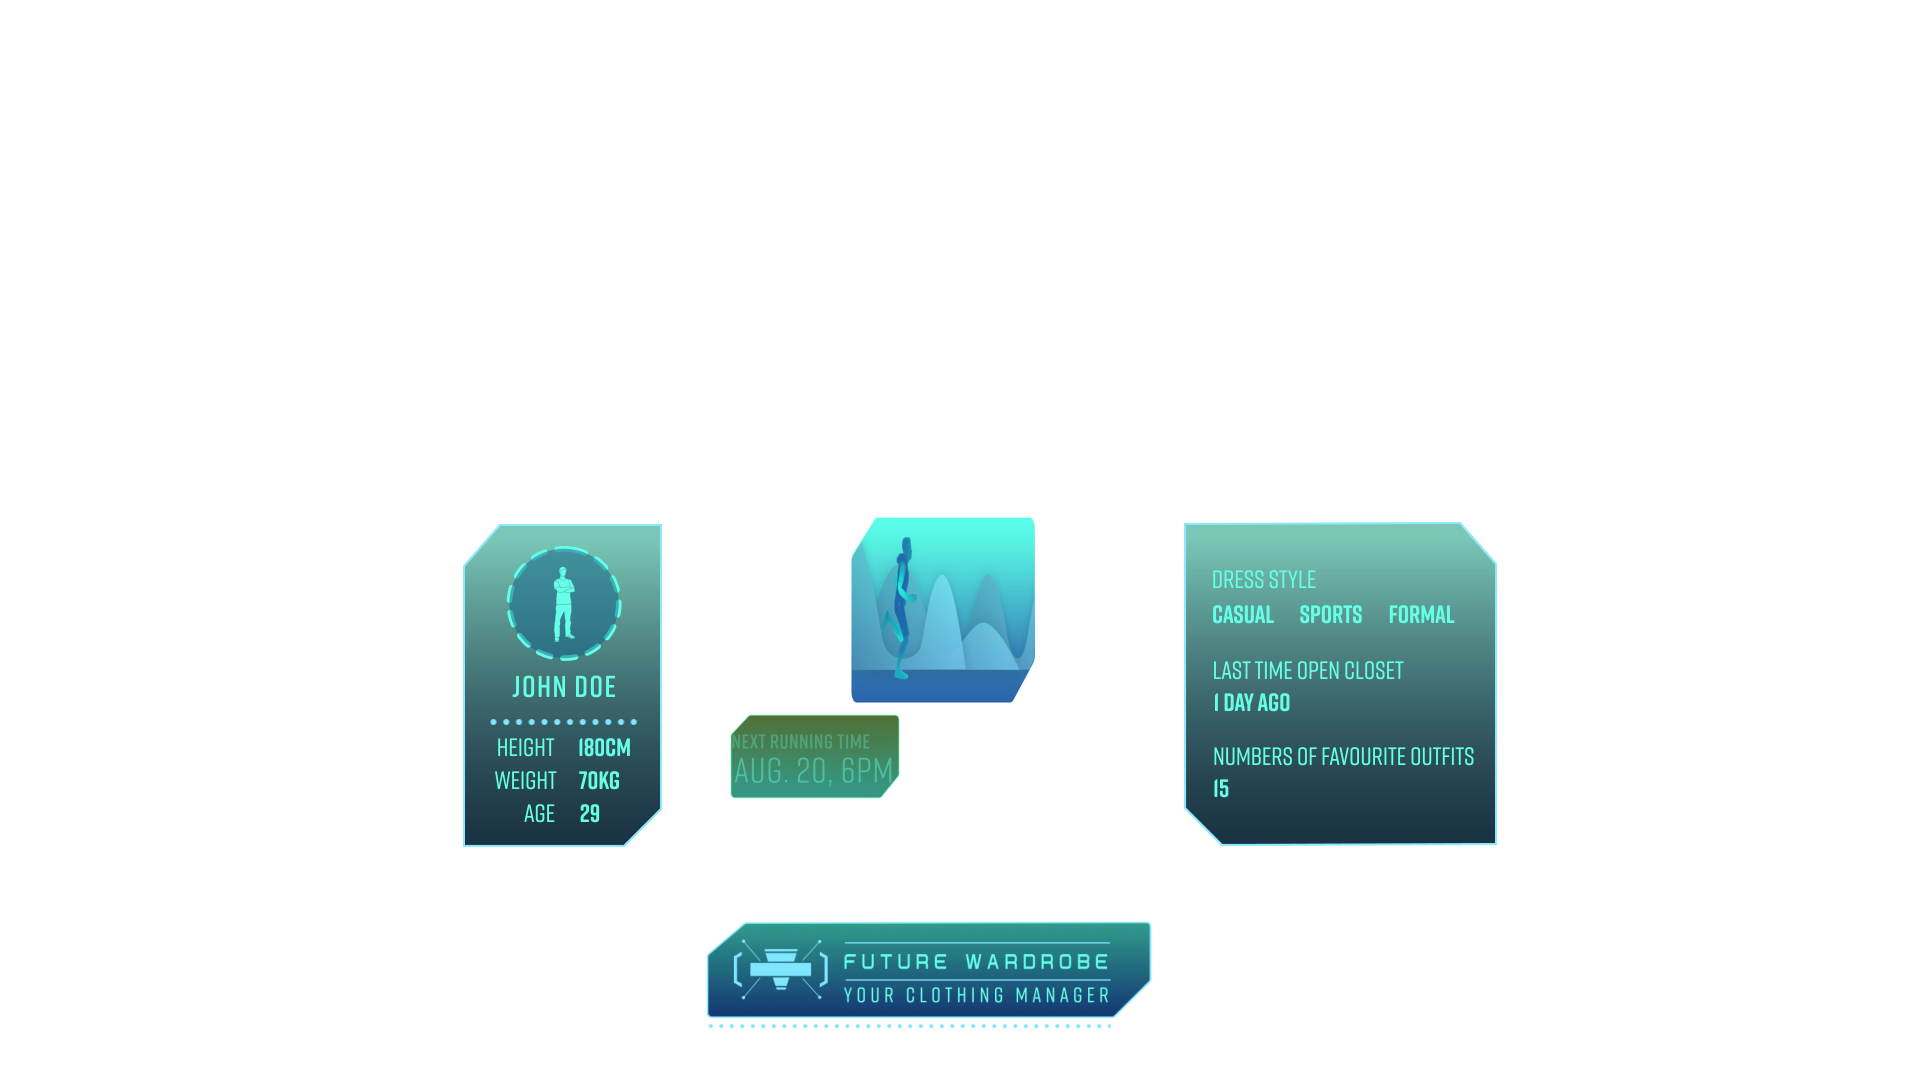 JOHN DOE
HEIGHT 180CM
WEIGHT 70KG
AGE 29
NEXT RUNNING TIME
AUG. 20, 6PM
DRESS STYLE
CASUAL SPORTS FORMAL
LAST TIME OPEN CLOSET
1 DAY AGO
NUMBERS OF FAVOURITE OUTFITS
15
FUTURE WARDROBE
YOUR CLOTHING MANAGER